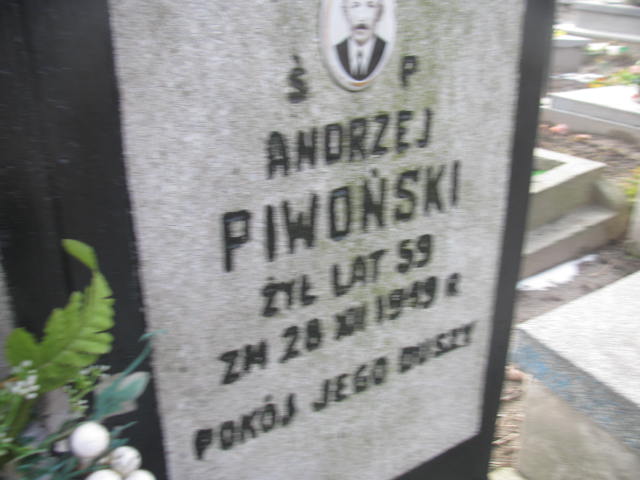 Ś P
ANDRZEJ
PIWOŃSKI
ŻYŁ LAT 59
ZM 28 XII 1949 R
POKÓJ JEGO DUSZY